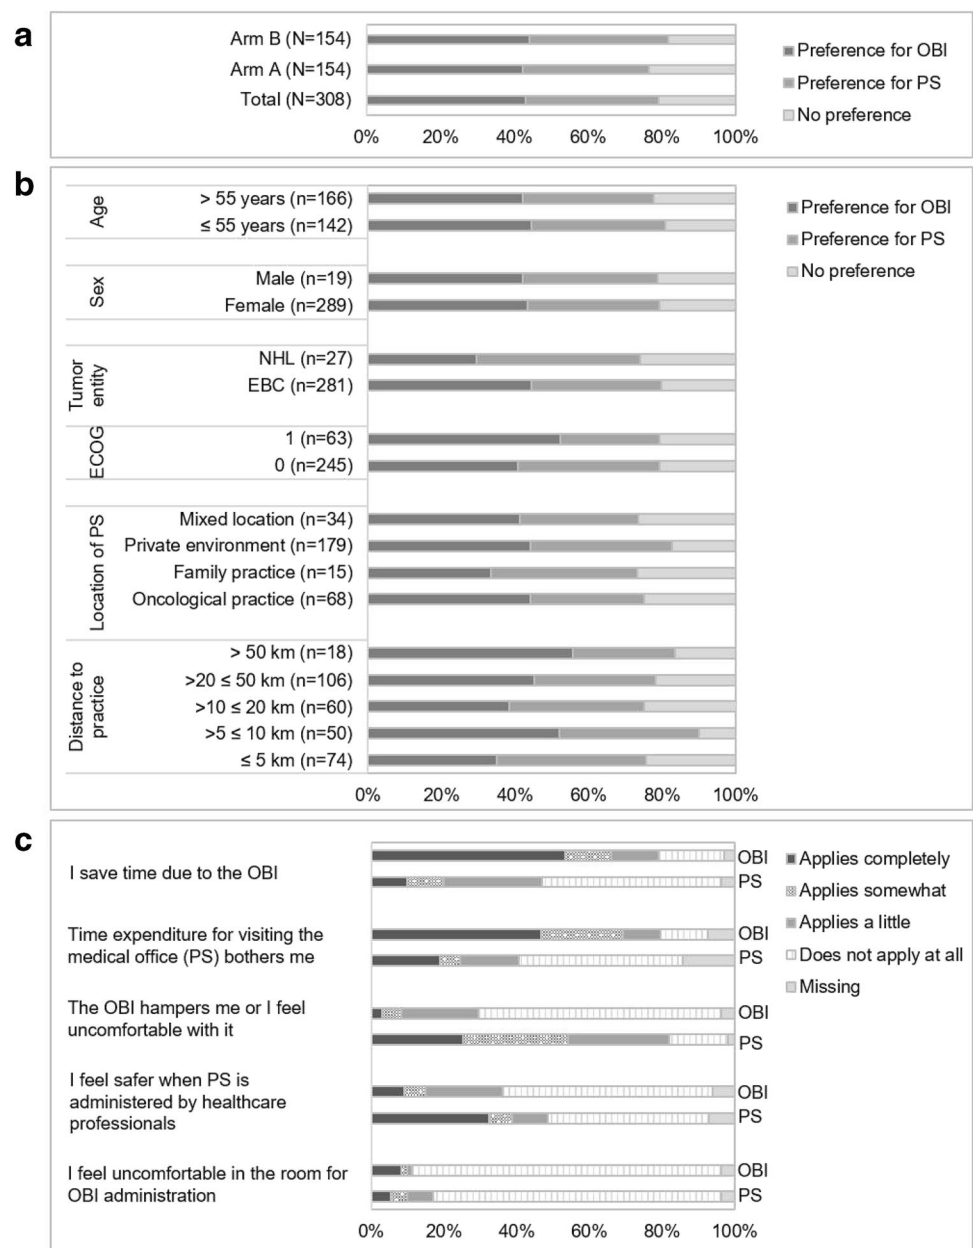 a
Arm B (N=154)
Arm A (N=154)
Total (N=308)
0% 20% 40% 60% 80% 100%
Preference for OBI
Preference for PS
No preference
b
Age
> 55 years (n=166)
≤ 55 years (n=142)
Sex
Male (n=19)
Female (n=289)
Tumor
entity
NHL (n=27)
EBC (n=281)
ECOG
1 (n=63)
0 (n=245)
Location of PS
Mixed location (n=34)
Private environment (n=179)
Family practice (n=15)
Oncological practice (n=68)
Distance to
practice
> 50 km (n=18)
>20 ≤ 50 km (n=106)
>10 ≤ 20 km (n=60)
>5 ≤ 10 km (n=50)
≤ 5 km (n=74)
0% 20% 40% 60% 80% 100%
Preference for OBI
Preference for PS
No preference
c
I save time due to the OBI
OBI
PS
Time expenditure for visiting the
medical office (PS) bothers me
OBI
PS
The OBI hampers me or I feel
uncomfortable with it
OBI
PS
I feel safer when PS is
administered by healthcare
professionals
OBI
PS
I feel uncomfortable in the room for
OBI administration
OBI
PS
0% 20% 40% 60% 80% 100%
Applies completely
Applies somewhat
Applies a little
Does not apply at all
Missing